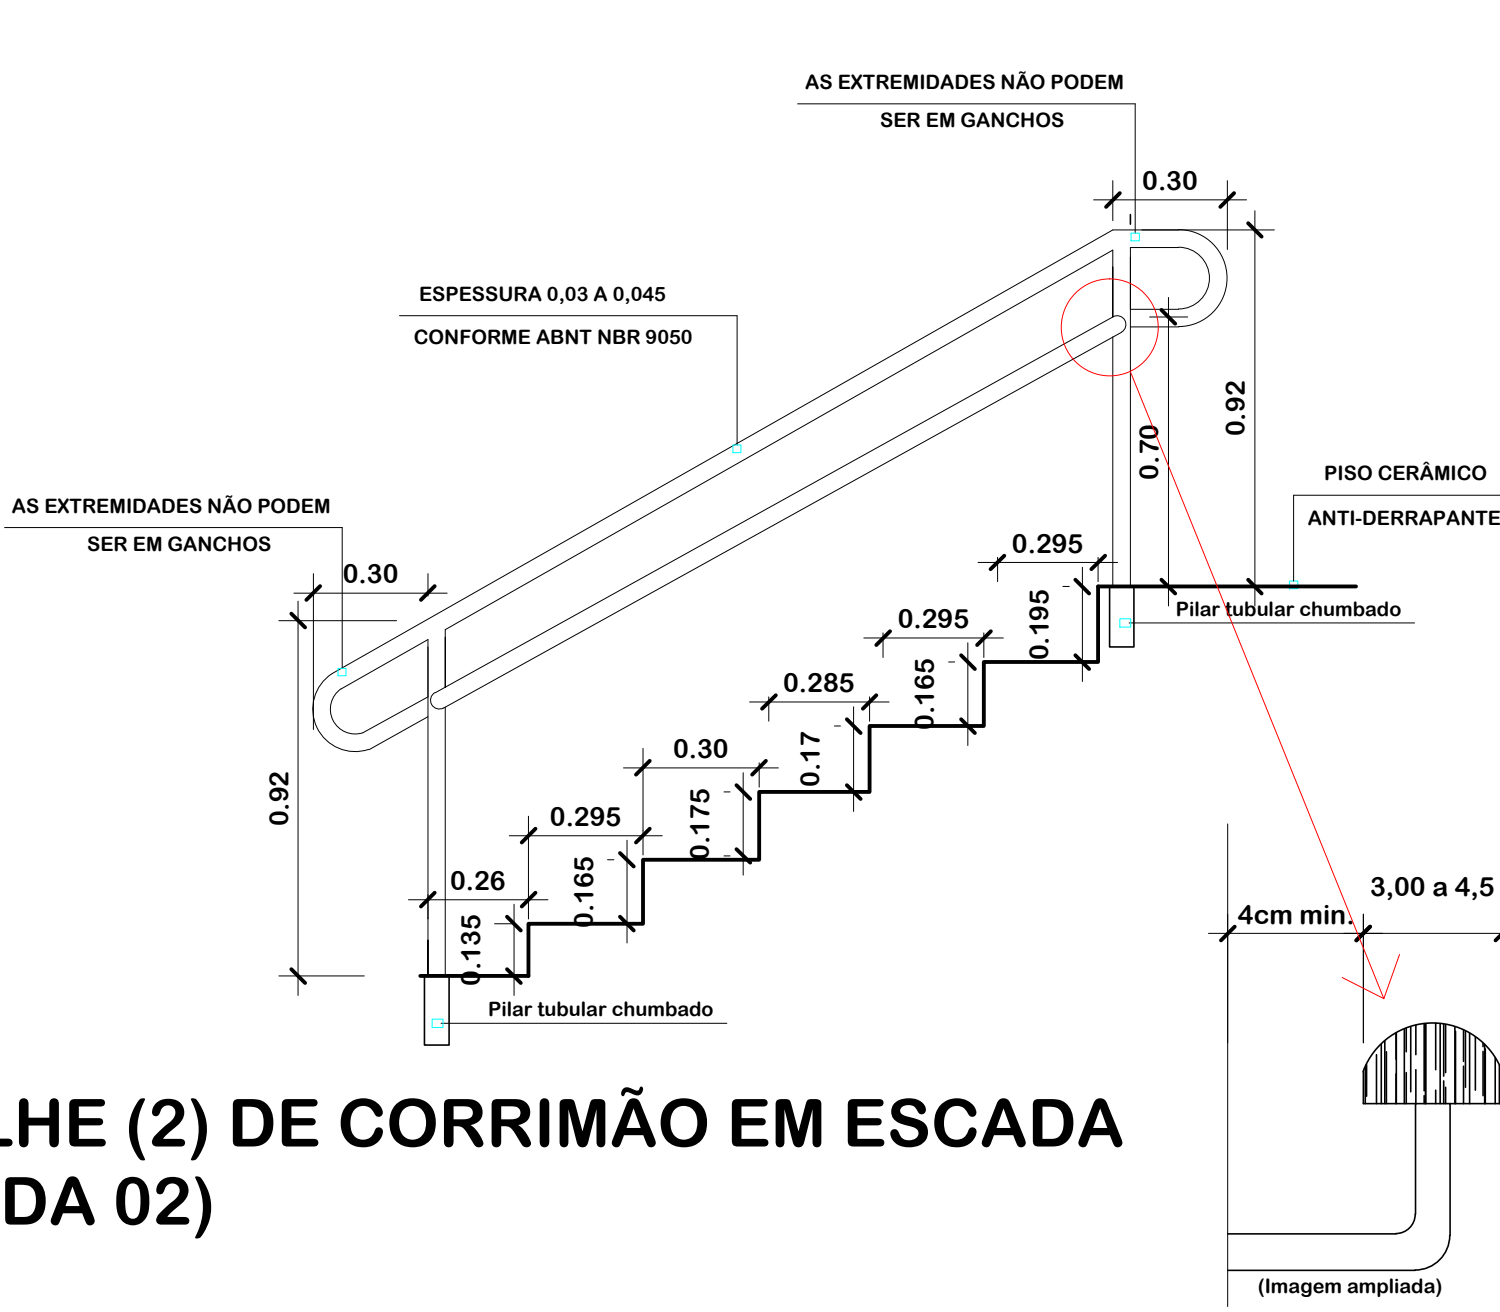 AS EXTREMIDADES NÃO PODEM
SER EM GANCHOS
0.30
ESPESSURA 0,03 A 0,045
CONFORME ABNT NBR 9050
0.92
0.70
PISO CERÂMICO
ANTI-DERRAPANTE
AS EXTREMIDADES NÃO PODEM
SER EM GANCHOS
0.30
0.295
0.195
Pilar tubular chumbado
0.295
0.165
0.285
0.17
0.30
0.175
0.92
0.295
0.165
0.26
0.135
3,00 a 4,5
4cm min.
Pilar tubular chumbado
LHE (2) DE CORRIMÃO EM ESCADA
DA 02)
(Imagem ampliada)